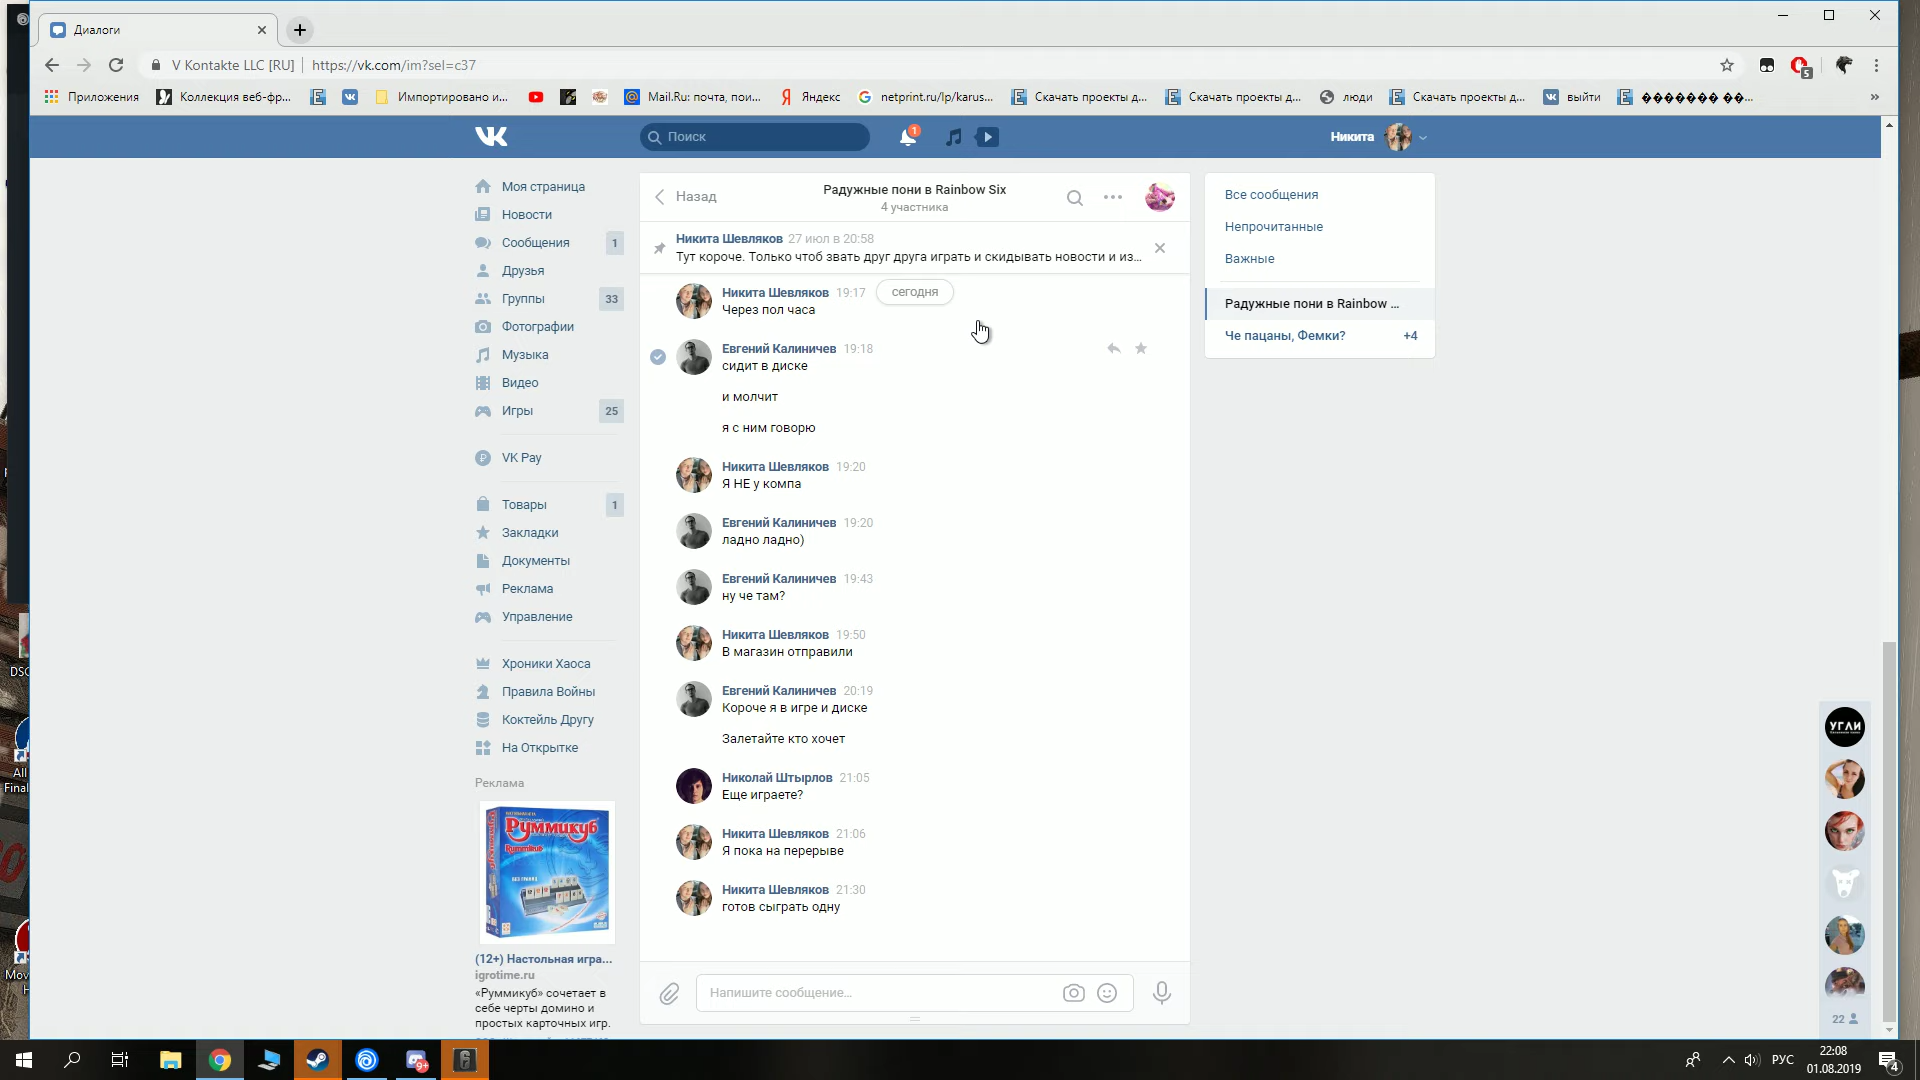 Диалоги
V Kontakte LLC [RU]
https://vk.com/im?sel=c37
Приложения
Коллекция веб-фр...
Импортировано и...
Mail.Ru: почта, пои...
Яндекс
netprint.ru/lp/karus...
Скачать проекты д...
Скачать проекты д...
люди
Скачать проекты д...
выйти
������� ��...
Поиск
1
Никита
Моя страница
Новости
Сообщения 1
Друзья
Группы 33
Фотографии
Музыка
Видео
Игры 25
VK Pay
Товары 1
Закладки
Документы
Реклама
Управление
Хроники Хаоса
Правила Войны
Коктейль Другу
На Открытке
Реклама
Руммикуб
Rummikub
(12+) Настольная игра...
igrotime.ru
«Руммикуб» сочетает в
себе черты домино и
простых карточных игр.
Назад
Радужные пони в Rainbow Six
4 участника
Никита Шевляков 27 июл в 20:58
Тут короче. Только чтоб звать друг друга играть и скидывать новости и из...
сегодня
Никита Шевляков 19:17
Через пол часа
Евгений Калиничев 19:18
сидит в диске
и молчит
я с ним говорю
Никита Шевляков 19:20
Я НЕ у компа
Евгений Калиничев 19:20
ладно ладно)
Евгений Калиничев 19:43
ну че там?
Никита Шевляков 19:50
В магазин отправили
Евгений Калиничев 20:19
Короче я в игре и диске
Залетайте кто хочет
Николай Штырлов 21:05
Еще играете?
Никита Шевляков 21:06
Я пока на перерыве
Никита Шевляков 21:30
готов сыграть одну
Напишите сообщение...
Все сообщения
Непрочитанные
Важные
Радужные пони в Rainbow ...
Че пацаны, Фемки? +4
УГЛИ
22
DSC
All
Final
Mov
H
9+
РУС
22:08
01.08.2019
4